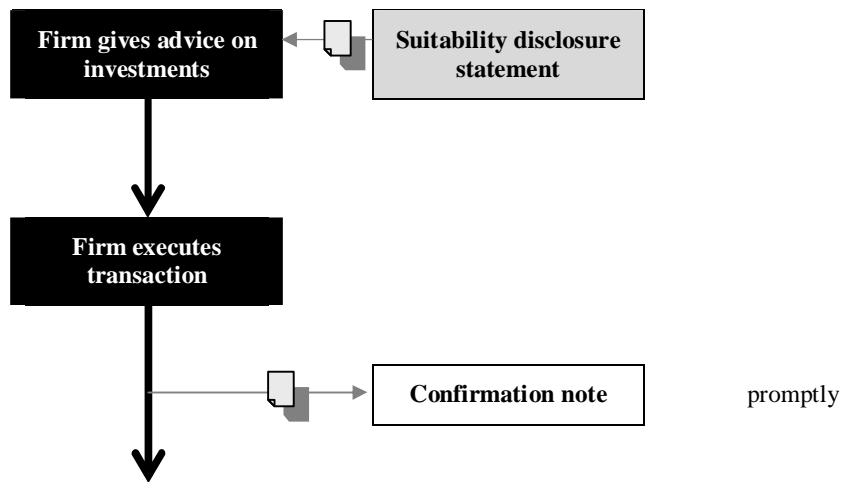 Firm gives advice on
investments
Suitability disclosure
statement
Firm executes
transaction
Confirmation note
promptly